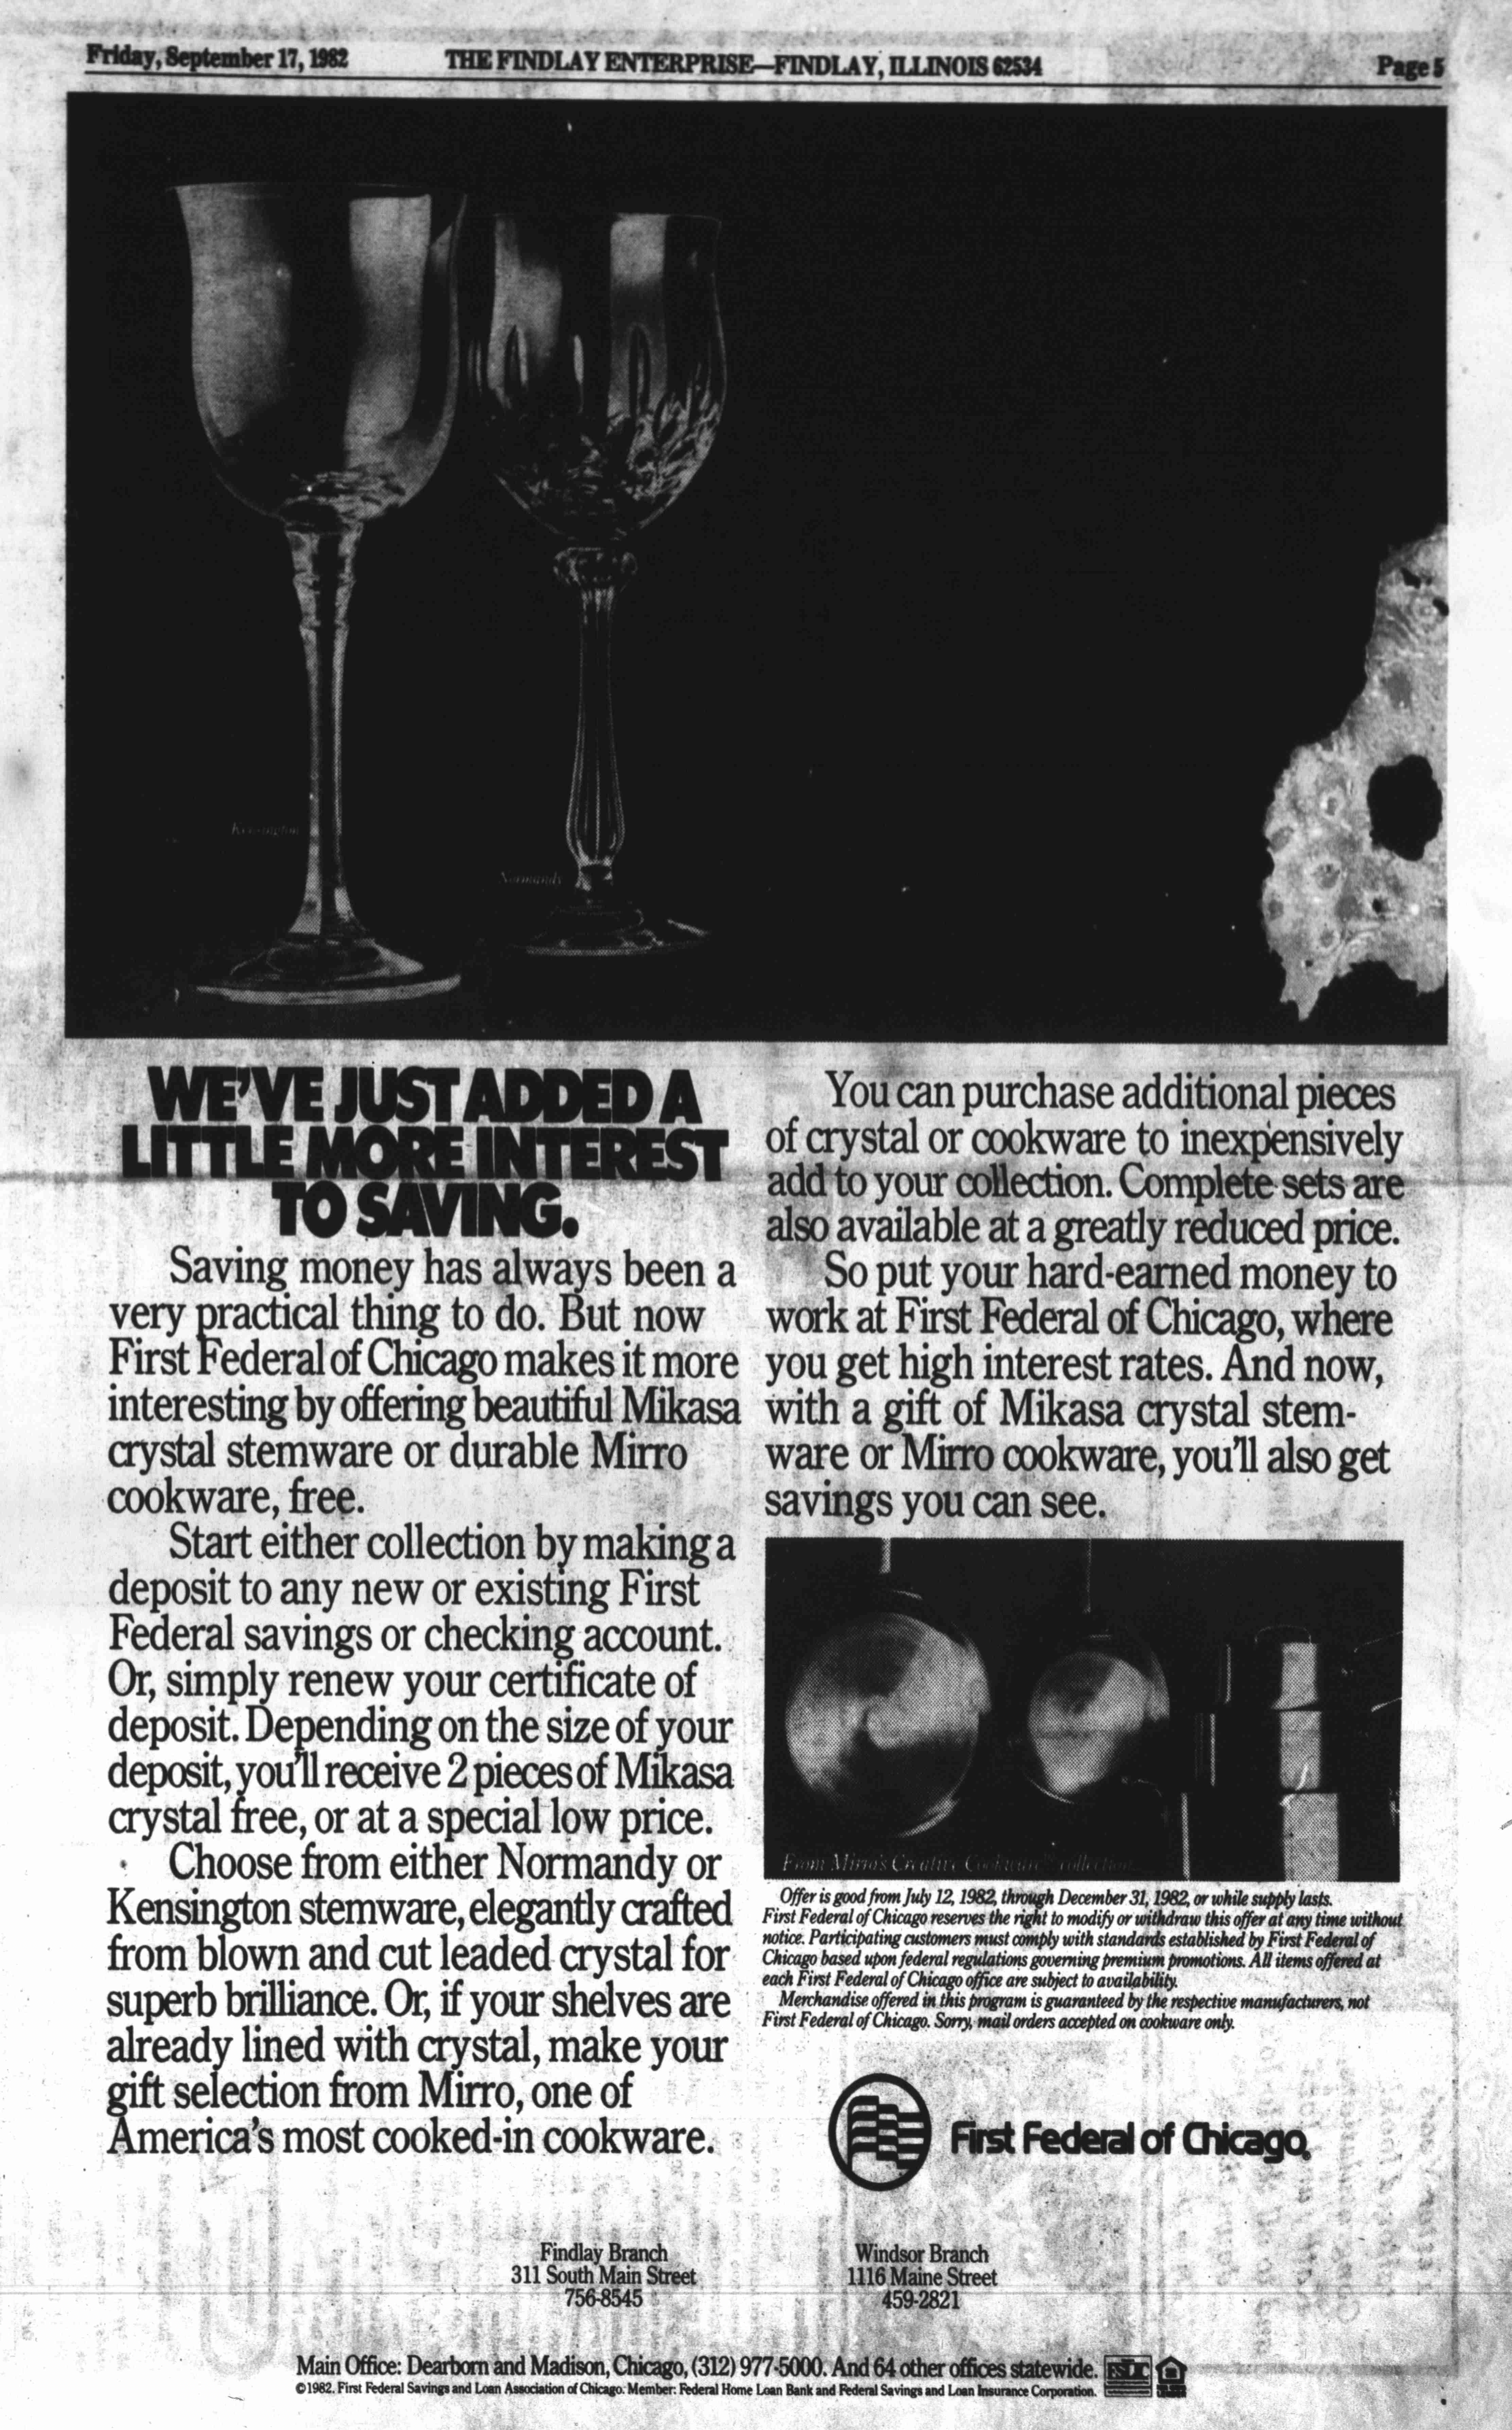 Friday, September 17, 1982
THE FINDLAY ENTERPRISE—FINDLAY, ILLINOIS 62534
Page 5
Kensington
Normandy
WE'VE JUST ADDED A
LITTLE MORE INTEREST
TO SAVING.
Saving money has always been a
very practical thing to do. But now
First Federal of Chicago makes it more
interesting by offering beautiful Mikasa
crystal stemware or durable Mirro
cookware, free.
Start either collection by making a
deposit to any new or existing First
Federal savings or checking account.
Or, simply renew your certificate of
deposit. Depending on the size of your
deposit, you'll receive 2 pieces of Mikasa
crystal free, or at a special low price.
Choose from either Normandy or
Kensington stemware, elegantly crafted
from blown and cut leaded crystal for
superb brilliance. Or, if your shelves are
already lined with crystal, make your
gift selection from Mirro, one of
America's most cooked-in cookware.
You can purchase additional pieces
of crystal or cookware to inexpensively
add to your collection. Complete sets are
also available at a greatly reduced price.
So put your hard-earned money to
work at First Federal of Chicago, where
you get high interest rates. And now,
with a gift of Mikasa crystal stem-
ware or Mirro cookware, you'll also get
savings you can see.
From Mirro's Creative Cookware collection
Offer is good from July 12, 1982, through December 31, 1982, or while supply lasts.
First Federal of Chicago reserves the right to modify or withdraw this offer at any time without
notice. Participating customers must comply with standards established by First Federal of
Chicago based upon federal regulations governing premium promotions. All items offered at
each First Federal of Chicago office are subject to availability.
Merchandise offered in this program is guaranteed by the respective manufacturers, not
First Federal of Chicago. Sorry, mail orders accepted on cookware only.
First Federal of Chicago
Findlay Branch
311 South Main Street
756-8545
Windsor Branch
1116 Maine Street
459-2821
Main Office: Dearborn and Madison, Chicago, (312) 977-5000. And 64 other offices statewide.
FSLIC
©1982. First Federal Savings and Loan Association of Chicago. Member: Federal Home Loan Bank and Federal Savings and Loan Insurance Corporation.